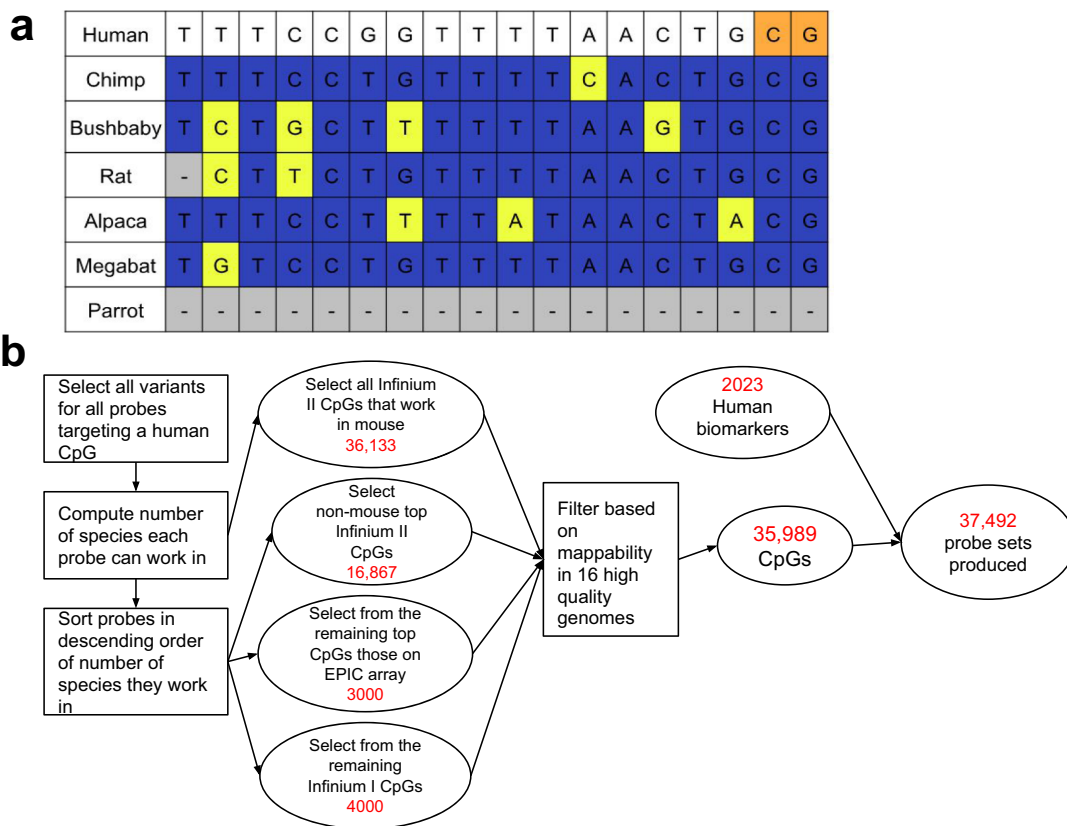 a
Human T T T C C G G T T T T A A C T G C G
Chimp T T T C C T G T T T T C A C T G C G
Bushbaby T C T G C T T T T T T A A G T G C G
Rat - C T T C T G T T T T A A C T G C G
Alpaca T T T C C T T T T A T A A C T A C G
Megabat T G T C C T G T T T T A A C T G C G
Parrot - - - - - - - - - - - - - - - - - -
b
Select all variants
for all probes
targeting a human
CpG
Compute number
of species each
probe can work in
Sort probes in
descending order
of number of
species they work
in
Select all Infinium
II CpGs that work
in mouse
36,133
Select
non-mouse top
Infinium II
CpGs
16,867
Select from the
remaining top
CpGs those on
EPIC array
3000
Select from the
remaining
Infinium I CpGs
4000
Filter based
on
mappability
in 16 high
quality
genomes
2023
Human
biomarkers
35,989
CpGs
37,492
probe sets
produced